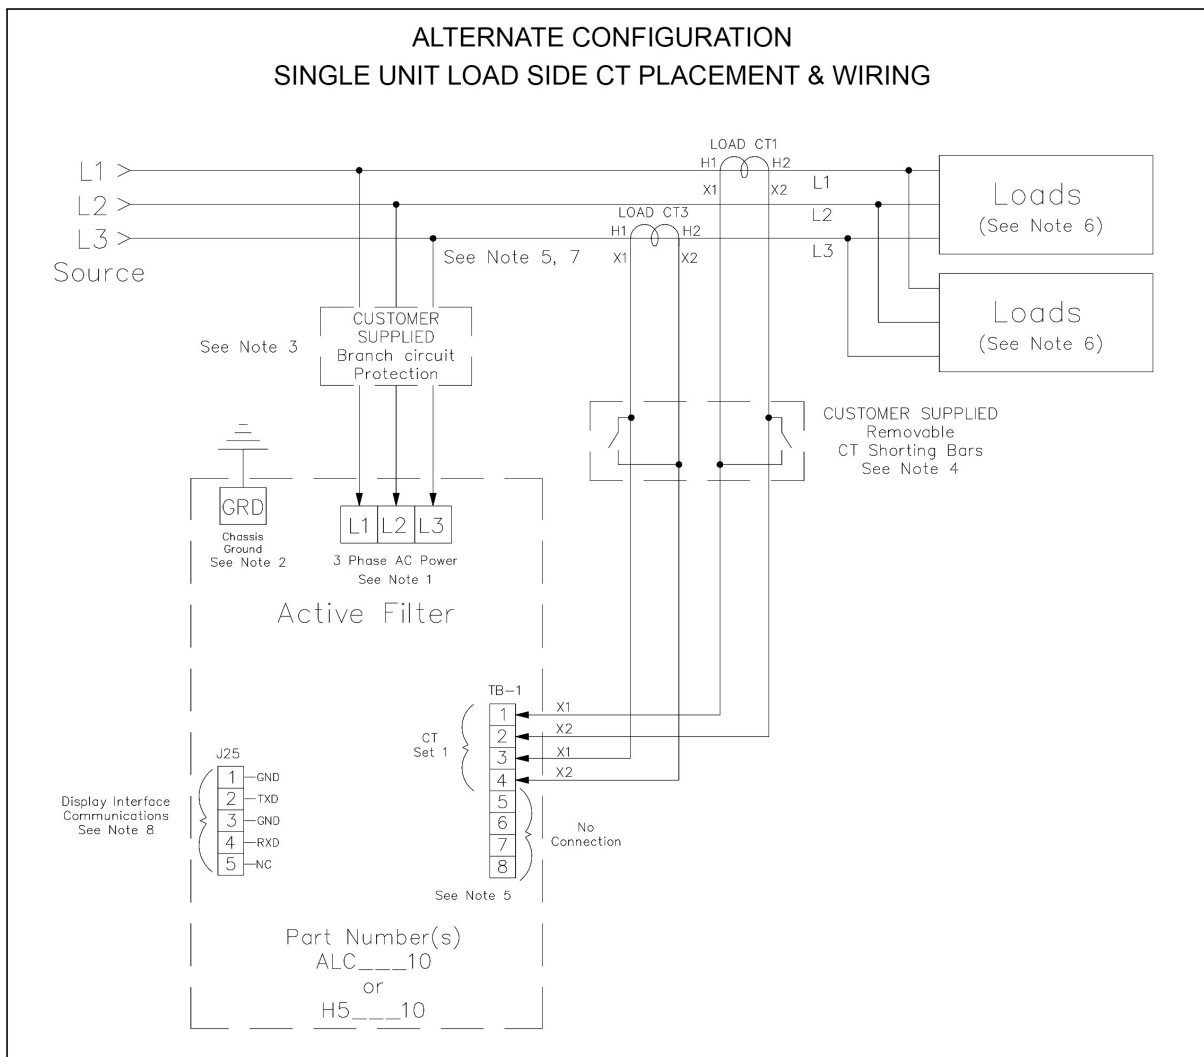 ALTERNATE CONFIGURATION
SINGLE UNIT LOAD SIDE CT PLACEMENT & WIRING
LOAD CT1
H1 H2
X1 X2
L1
L2
L3
Source
LOAD CT3
H1 H2
X1 X2
L1
L2
L3
See Note 5, 7
Loads
(See Note 6)
Loads
(See Note 6)
See Note 3
CUSTOMER
SUPPLIED
Branch circuit
Protection
CUSTOMER SUPPLIED
Removable
CT Shorting Bars
See Note 4
GRD
Chassis
Ground
See Note 2
L1 L2 L3
3 Phase AC Power
See Note 1
Active Filter
TB-1
CT
Set 1
1 X1
2 X2
3 X1
4 X2
5
6
7
8
No
Connection
See Note 5
J25
1 GND
2 TXD
3 GND
4 RXD
5 NC
Display Interface
Communications
See Note 8
Part Number(s)
ALC___10
or
H5___10